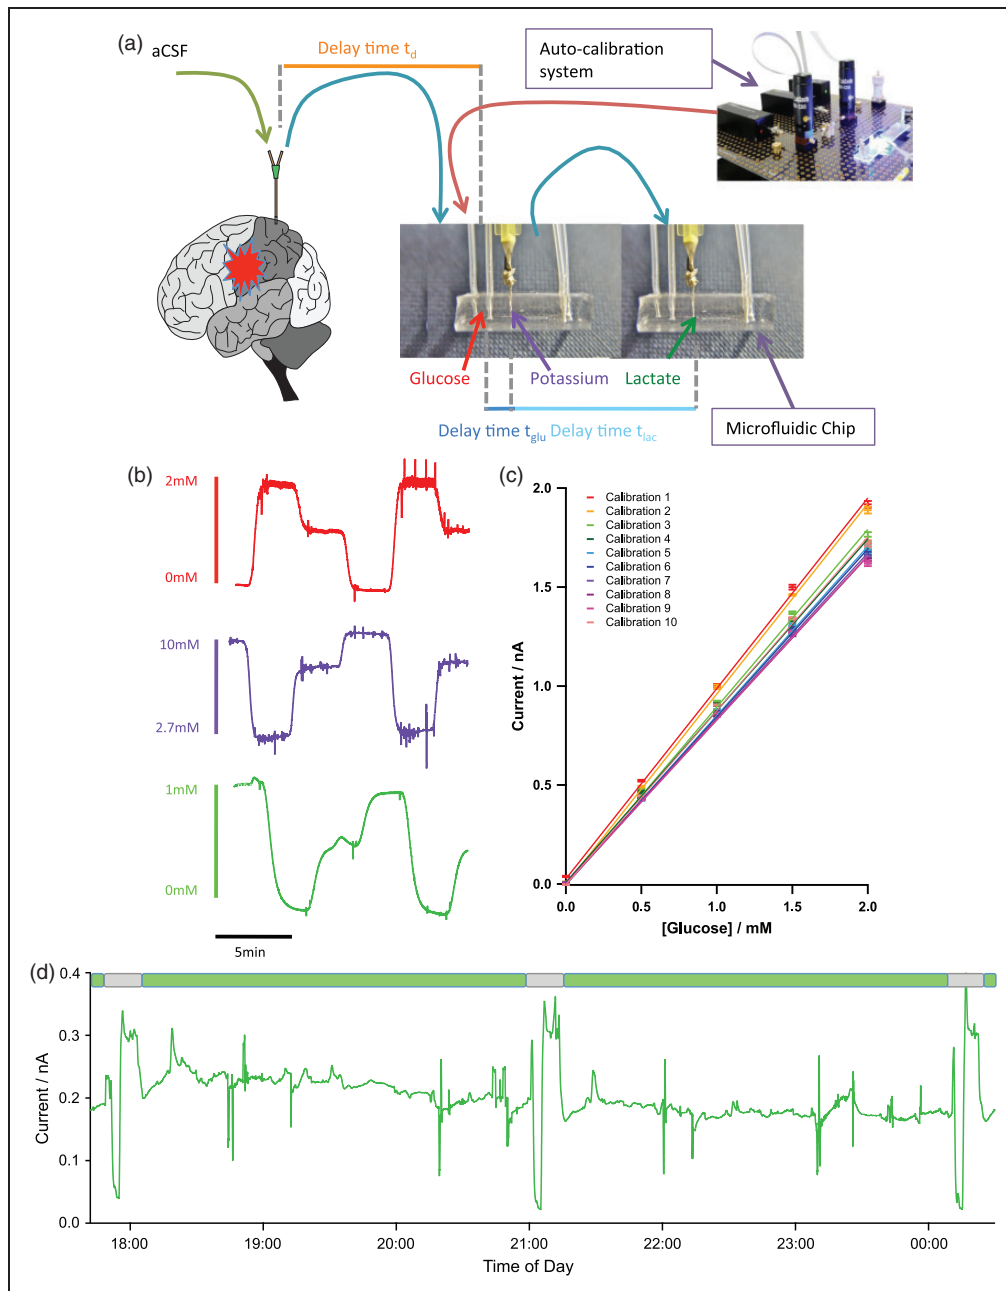 (a)
aCSF
Delay time t_d
Auto-calibration
system
Glucose
Potassium
Lactate
Delay time t_glu Delay time t_lac
Microfluidic Chip
(b)
2mM
0mM
10mM
2.7mM
1mM
0mM
5min
(c)
2.0
1.5
1.0
0.5
0.0
Current / nA
Calibration 1
Calibration 2
Calibration 3
Calibration 4
Calibration 5
Calibration 6
Calibration 7
Calibration 8
Calibration 9
Calibration 10
0.0 0.5 1.0 1.5 2.0
[Glucose] / mM
(d)
0.4
0.3
0.2
0.1
0.0
Current / nA
18:00 19:00 20:00 21:00 22:00 23:00 00:00
Time of Day